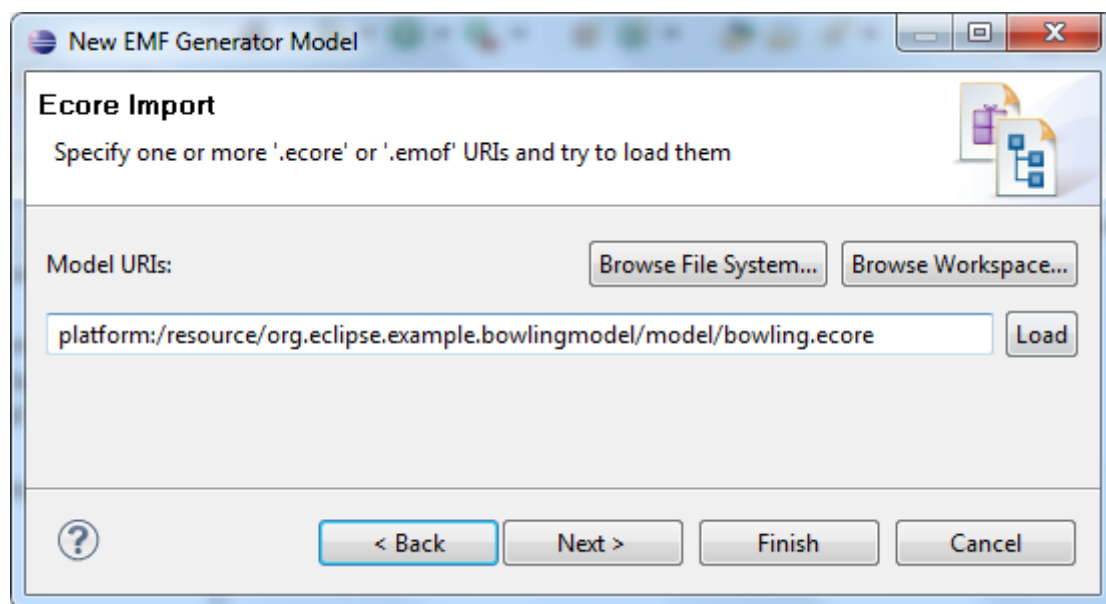 New EMF Generator Model
Ecore Import
Specify one or more '.ecore' or '.emof' URIs and try to load them
Model URIs: Browse File System... Browse Workspace...
platform:/resource/org.eclipse.example.bowlingmodel/model/bowling.ecore Load
? < Back Next > Finish Cancel